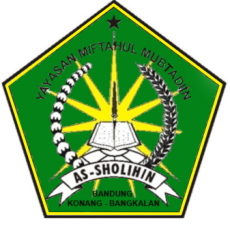 YAYASAN MIFTAHUL MUBTADIIN
AS-SHOLIHIN
BANDUNG
KONANG - BANGKALAN